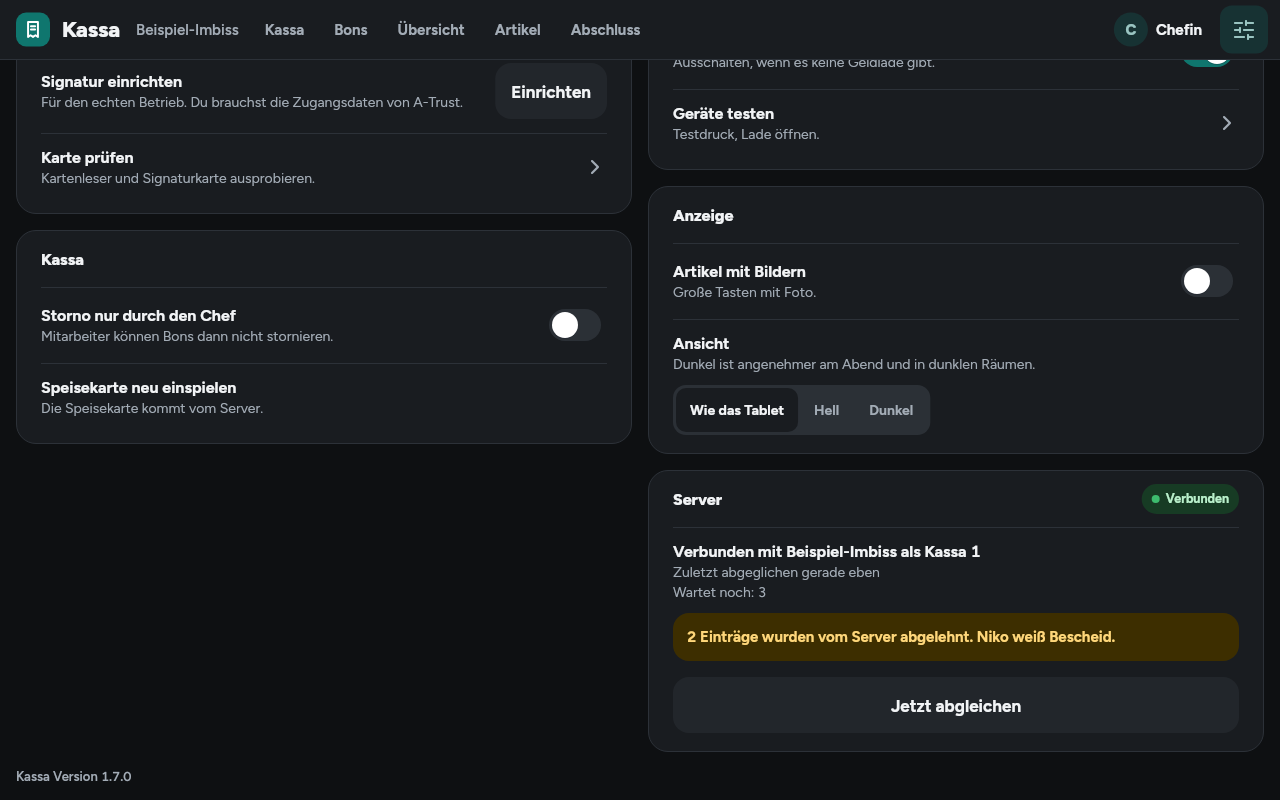 Kassa
Beispiel-Imbiss
Kassa
Bons
Übersicht
Artikel
Abschluss
C
Chefin
Signatur einrichten
Für den echten Betrieb. Du brauchst die Zugangsdaten von A-Trust.
Einrichten
Karte prüfen
Kartenleser und Signaturkarte ausprobieren.
Kassa
Storno nur durch den Chef
Mitarbeiter können Bons dann nicht stornieren.
Speisekarte neu einspielen
Die Speisekarte kommt vom Server.
Ausschalten, wenn es keine Geldlade gibt.
Geräte testen
Testdruck, Lade öffnen.
Anzeige
Artikel mit Bildern
Große Tasten mit Foto.
Ansicht
Dunkel ist angenehmer am Abend und in dunklen Räumen.
Wie das Tablet
Hell
Dunkel
Server
Verbunden
Verbunden mit Beispiel-Imbiss als Kassa 1
Zuletzt abgeglichen gerade eben
Wartet noch: 3
2 Einträge wurden vom Server abgelehnt. Niko weiß Bescheid.
Jetzt abgleichen
Kassa Version 1.7.0